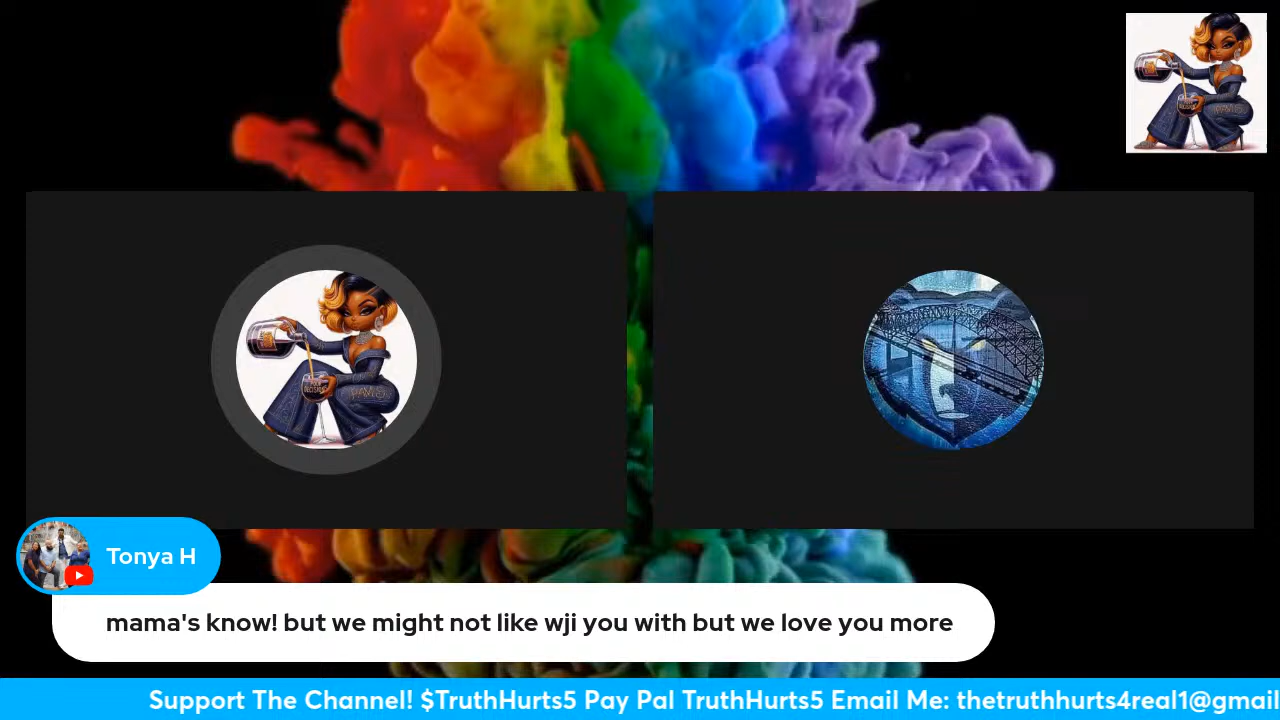 Tonya H
mama's know! but we might not like wji you with but we love you more
Support The Channel! $TruthHurts5 Pay Pal TruthHurts5 Email Me: thetruthhurts4real1@gmail